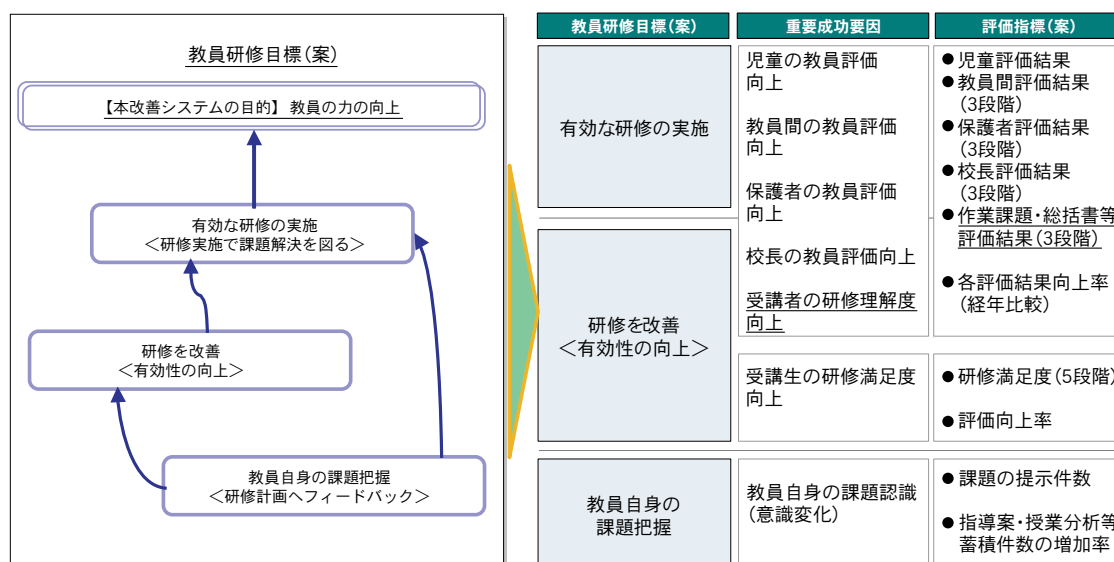 教員研修目標（案）
【本改善システムの目的】 教員の力の向上
有効な研修の実施
＜研修実施で課題解決を図る＞
研修を改善
＜有効性の向上＞
教員自身の課題把握
＜研修計画へフィードバック＞
教員研修目標（案）
重要成功要因
評価指標（案）
有効な研修の実施
児童の教員評価
向上
教員間の教員評価
向上
保護者の教員評価
向上
校長の教員評価向上
受講者の研修理解度
向上
●児童評価結果
●教員間評価結果
（3段階）
●保護者評価結果
（3段階）
●校長評価結果
（3段階）
●作業課題・総括書等
評価結果（3段階）
●各評価結果向上率
（経年比較）
研修を改善
＜有効性の向上＞
受講生の研修満足度
向上
●研修満足度（5段階）
●評価向上率
教員自身の
課題把握
教員自身の課題認識
（意識変化）
●課題の提示件数
●指導案・授業分析等
蓄積件数の増加率